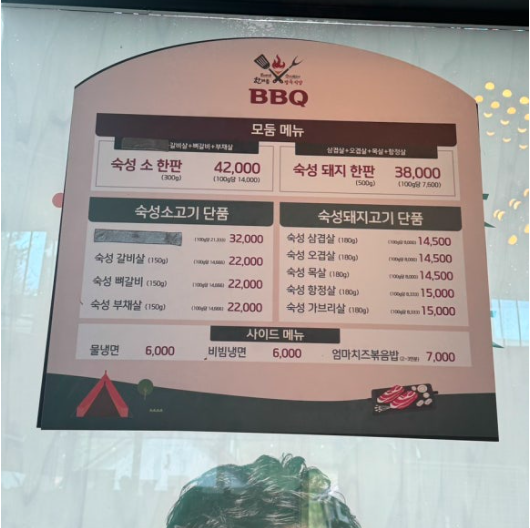 BBQ
모둠 메뉴
갈비살+뼈갈비+부채살
숙성 소 한판 42,000
(300g) (100g당 14,000)
삼겹살+오겹살+목살+항정살
숙성 돼지 한판 38,000
(500g) (100g당 7,600)
숙성소고기 단품
32,000
숙성 갈비살 (150g) 22,000
숙성 뼈갈비 (150g) 22,000
숙성 부채살 (150g) 22,000
숙성돼지고기 단품
숙성 삼겹살 (180g) 14,500
숙성 오겹살 (180g) 14,500
숙성 목살 (180g) 14,500
숙성 항정살 (180g) 15,000
숙성 가브리살 (180g) 15,000
사이드 메뉴
물냉면 6,000 비빔냉면 6,000 엄마치즈볶음밥 7,000